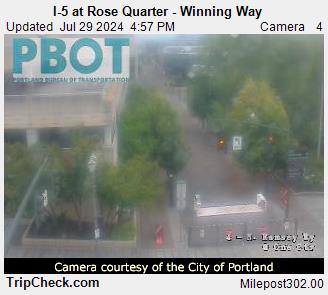 I-5 at Rose Quarter - Winning Way
Updated Jul 29 2024 4:57 PM Camera 4
PBOT
PORTLAND BUREAU OF TRANSPORTATION
Camera courtesy of the City of Portland
TripCheck.com Milepost302.00